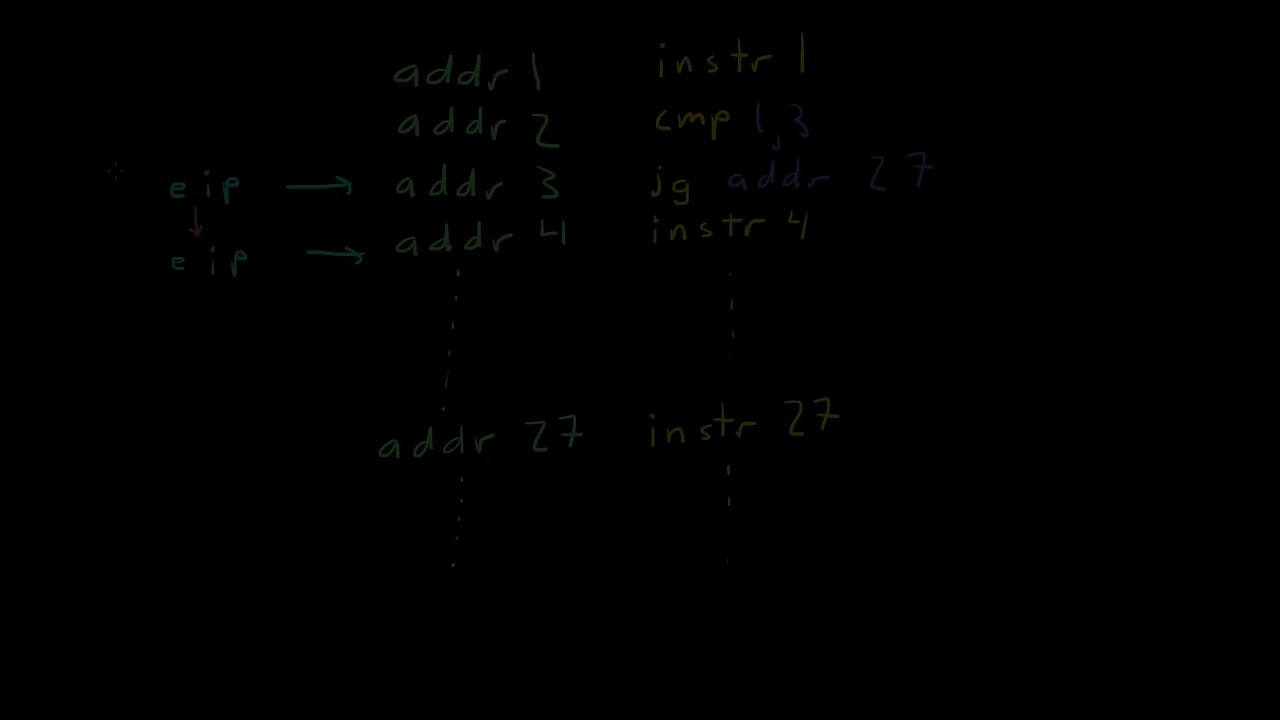 addr 1 instr 1
addr 2 cmp 1,3
eip → addr 3 jg addr 27
eip → addr 4 instr 4
addr 27 instr 27